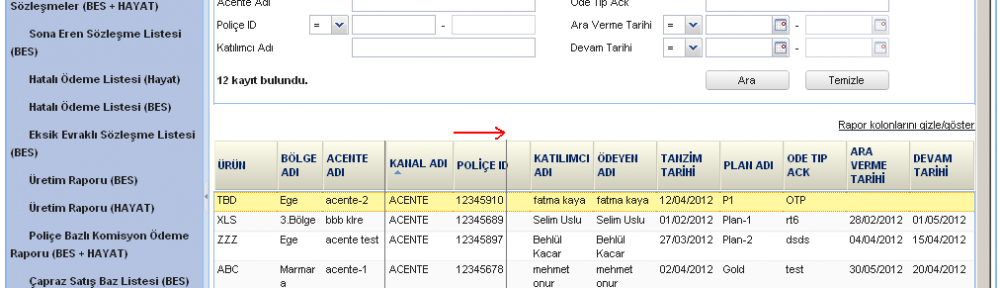 Sözleşmeler (BES + HAYAT)
Sona Eren Sözleşme Listesi
(BES)
Hatalı Ödeme Listesi (Hayat)
Hatalı Ödeme Listesi (BES)
Eksik Evraklı Sözleşme Listesi
(BES)
Üretim Raporu (BES)
Üretim Raporu (HAYAT)
Poliçe Bazlı Komisyon Ödeme
Raporu (BES + HAYAT)
Çapraz Satış Baz Listesi (BES)
Acente Adı Ode Tip Ack
Poliçe ID = - Ara Verme Tarihi = -
Katılımcı Adı Devam Tarihi = -
12 kayıt bulundu. Ara Temizle
Rapor kolonlarını gizle/göster
ÜRÜN BÖLGE ADI ACENTE ADI KANAL ADI POLİÇE ID KATILIMCI ADI ÖDEYEN ADI TANZİM TARİHİ PLAN ADI ODE TIP ACK ARA VERME TARİHİ DEVAM TARİHİ
TBD Ege acente-2 ACENTE 12345910 fatma kaya fatma kaya 12/04/2012 P1 OTP
XLS 3.Bölge bbb klre ACENTE 12345689 Selim Uslu Selim Uslu 01/02/2012 Plan-1 rt6 28/02/2012 01/05/2012
ZZZ Ege acente test ACENTE 12345897 Behlül Kacar Behlül Kacar 27/03/2012 Plan-2 dsds 04/04/2012 15/04/2012
ABC Marmara acente-1 ACENTE 12345678 mehmet onur mehmet onur 02/04/2012 Gold test 30/05/2012 20/04/2012